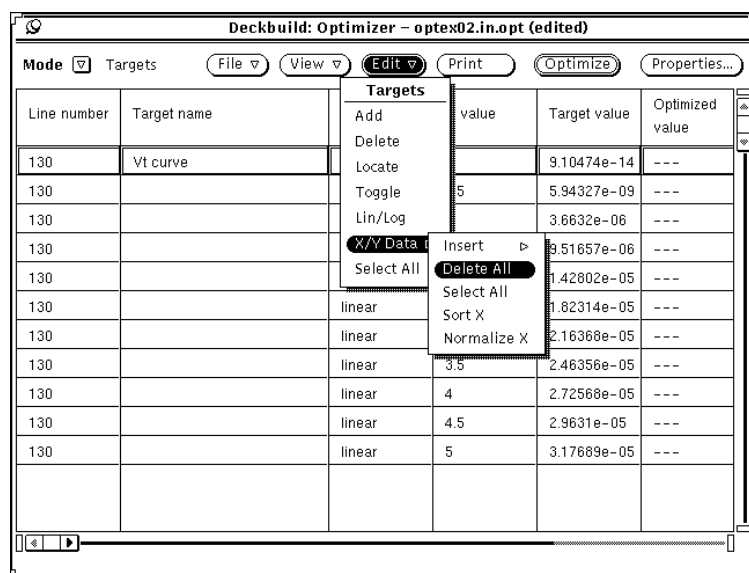 Deckbuild: Optimizer – optex02.in.opt (edited)
Mode Targets File View Edit Print Optimize Properties...
Targets
Add
Delete
Locate
Toggle
Lin/Log
X/Y Data
Select All
Insert
Delete All
Select All
Sort X
Normalize X
Line number Target name value Target value Optimized value
130 Vt curve 9.10474e-14 ---
130 5 5.94327e-09 ---
130 3.6632e-06 ---
130 9.51657e-06 ---
130 1.42802e-05 ---
130 linear 1.82314e-05 ---
130 linear 2.16368e-05 ---
130 linear 3.5 2.46356e-05 ---
130 linear 4 2.72568e-05 ---
130 linear 4.5 2.9631e-05 ---
130 linear 5 3.17689e-05 ---